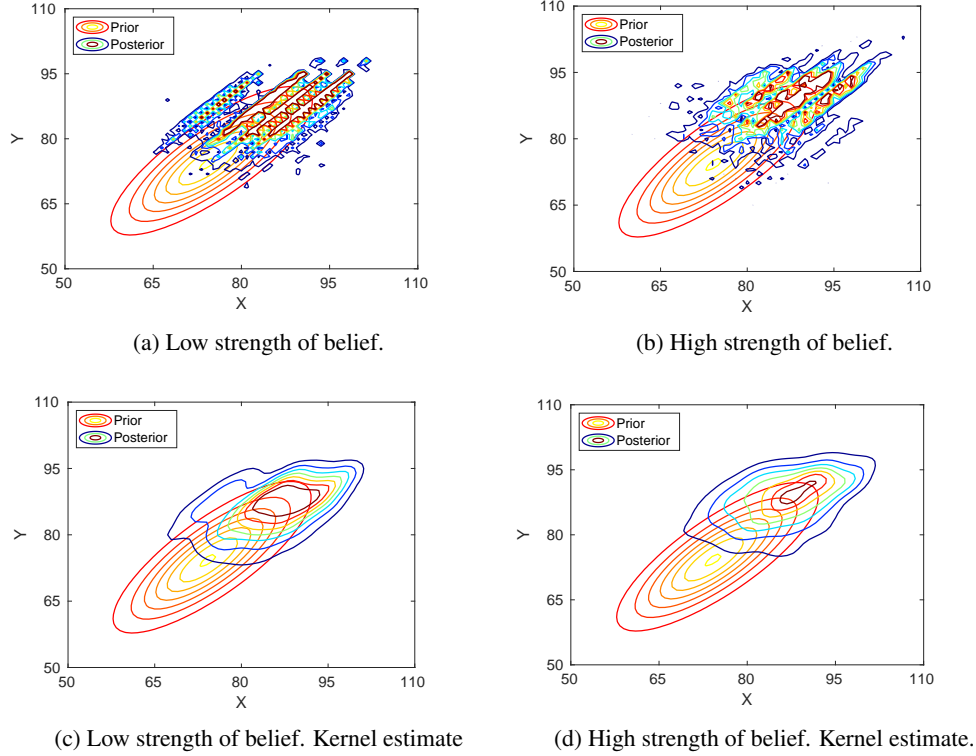 110
95
80
65
50
Y
50 65 80 95 110
X
Prior
Posterior
(a) Low strength of belief.
110
95
80
65
50
Y
50 65 80 95 110
X
Prior
Posterior
(b) High strength of belief.
110
95
80
65
50
Y
50 65 80 95 110
X
Prior
Posterior
(c) Low strength of belief. Kernel estimate
110
95
80
65
50
Y
50 65 80 95 110
X
Prior
Posterior
(d) High strength of belief. Kernel estimate.